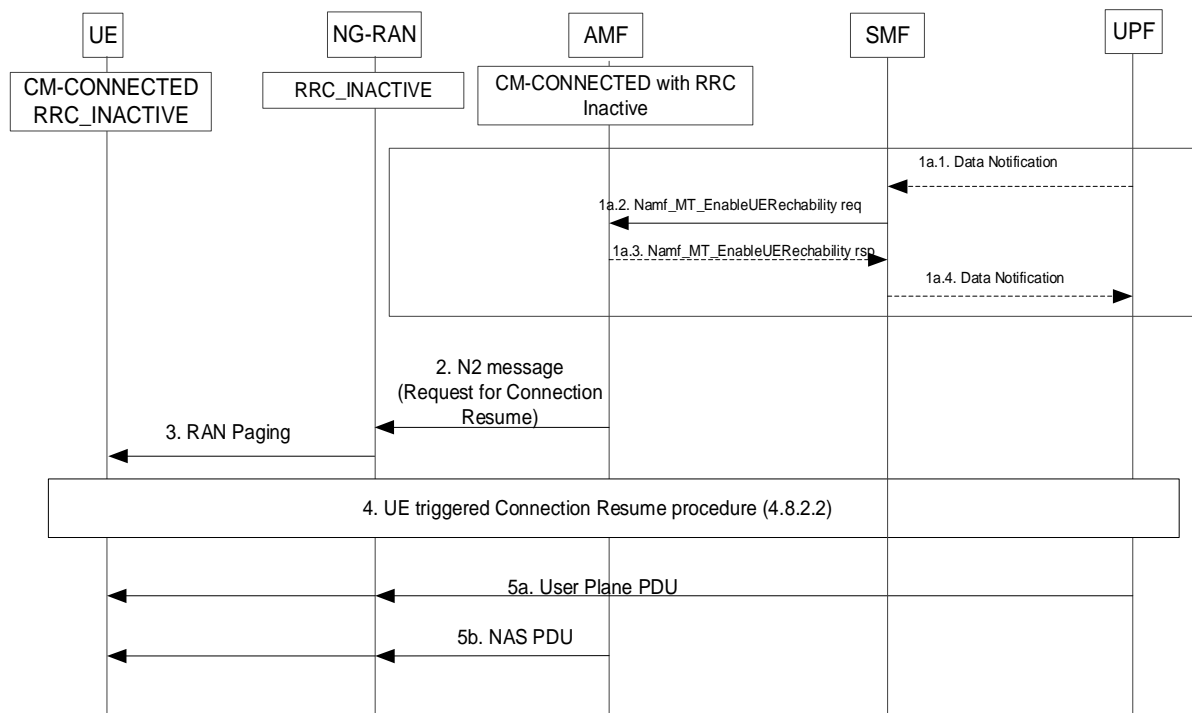 UE
NG-RAN
AMF
SMF
UPF
CM-CONNECTED
RRC_INACTIVE
RRC_INACTIVE
CM-CONNECTED with RRC
Inactive
1a.1. Data Notification
1a.2. Namf_MT_EnableUERechability req
1a.3. Namf_MT_EnableUERechability rsp
1a.4. Data Notification
2. N2 message
(Request for Connection
Resume)
3. RAN Paging
4. UE triggered Connection Resume procedure (4.8.2.2)
5a. User Plane PDU
5b. NAS PDU